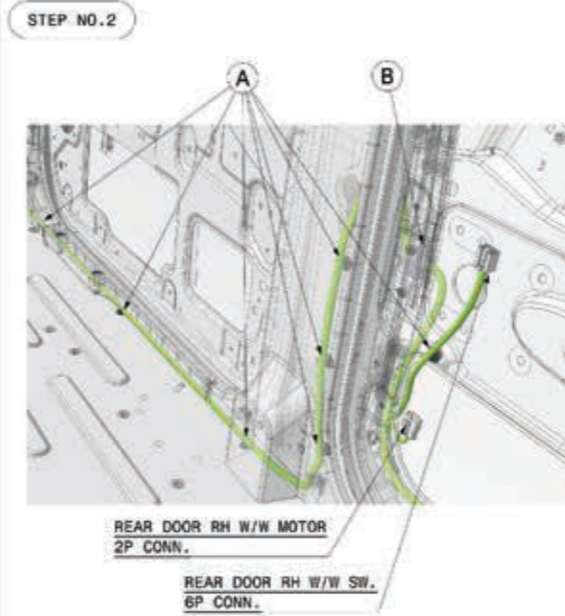 STEP NO.2
A
B
REAR DOOR RH W/W MOTOR
2P CONN.
REAR DOOR RH W/W SW.
6P CONN.